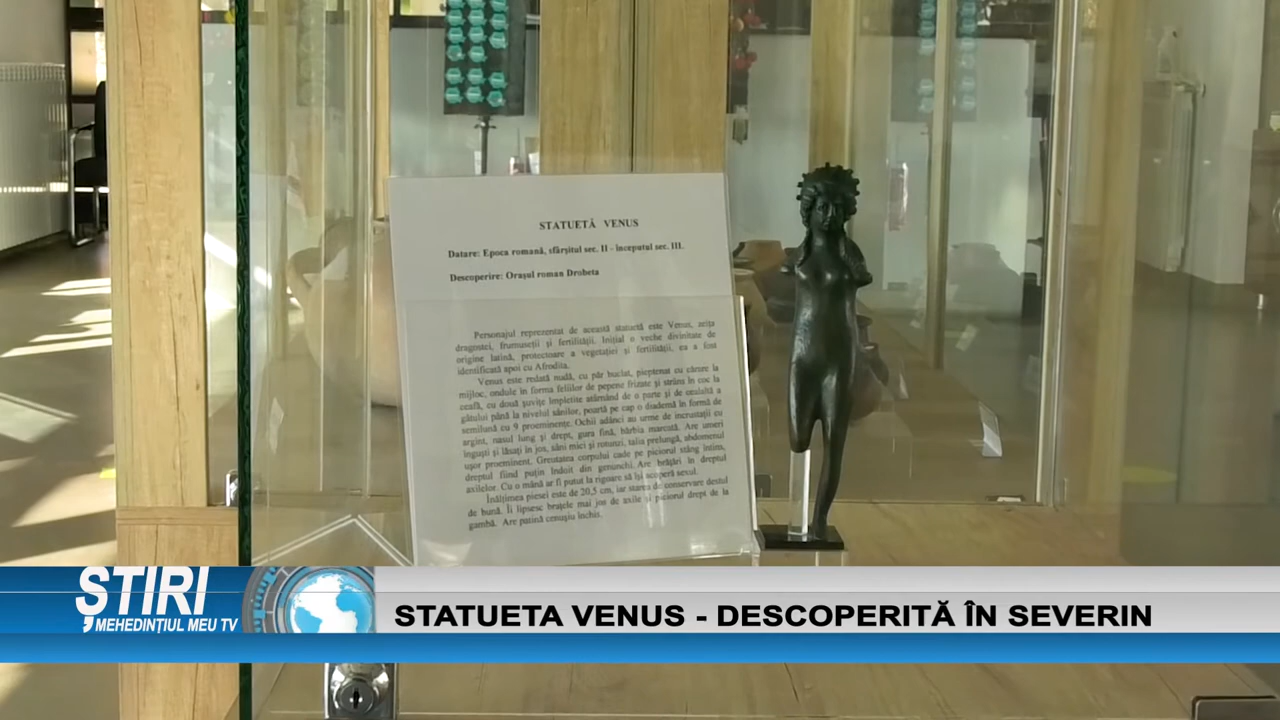 STATUETĂ VENUS
Datare: Epoca romană, sfârșitul sec. II - începutul sec. III.
Descoperire: Orașul roman Drobeta
Personajul reprezentat de această statuetă este Venus, zeița
dragostei, frumuseții și fertilității. Inițial o veche divinitate de
origine latină, protectoare a vegetației și fertilității, ea a fost
identificată apoi cu Afrodita.
Venus este redată nudă, cu păr buclat, pieptănat cu cărare la
mijloc, ondule în forma feliilor de pepene frizate și strâns în coc la
ceafă, cu două șuvițe împletite atârnând de o parte și de cealaltă a
gâtului până la nivelul sânilor, poartă pe cap o diademă în formă de
semilună cu 9 proeminențe. Ochii adânci au urme de incrustații cu
argint, nasul lung și drept, gura fină, bărbia marcată. Are umeri
înguști și lăsați în jos, sâni mici și rotunzi, talia prelungă, abdomenul
ușor proeminent. Greutatea corpului cade pe piciorul stâng întins,
dreptul fiind puțin îndoit din genunchi. Are brățări în dreptul
axilelor. Cu o mână ar fi putut la rigoare să își acoperă sexul.
Înălțimea piesei este de 20,5 cm, iar starea de conservare destul
de bună. Îi lipsesc brațele mai jos de axile și piciorul drept de la
gambă. Are patină cenușiu închis.
ȘTIRI
MEHEDINȚIUL MEU TV
STATUETA VENUS - DESCOPERITĂ ÎN SEVERIN